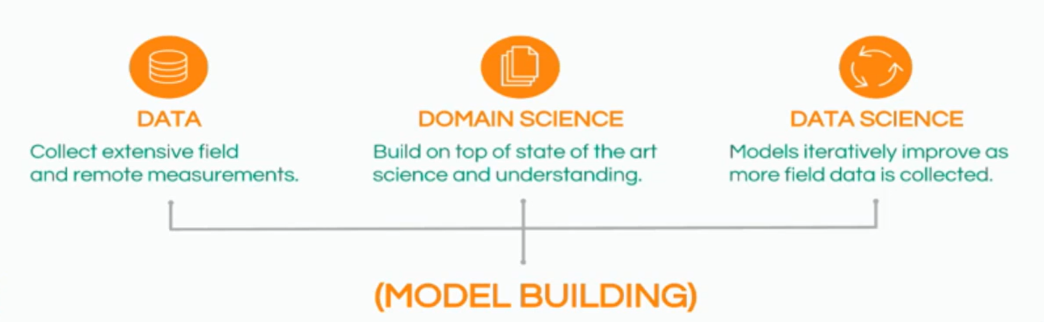 DATA
Collect extensive field
and remote measurements.
DOMAIN SCIENCE
Build on top of state of the art
science and understanding.
DATA SCIENCE
Models iteratively improve as
more field data is collected.
(MODEL BUILDING)